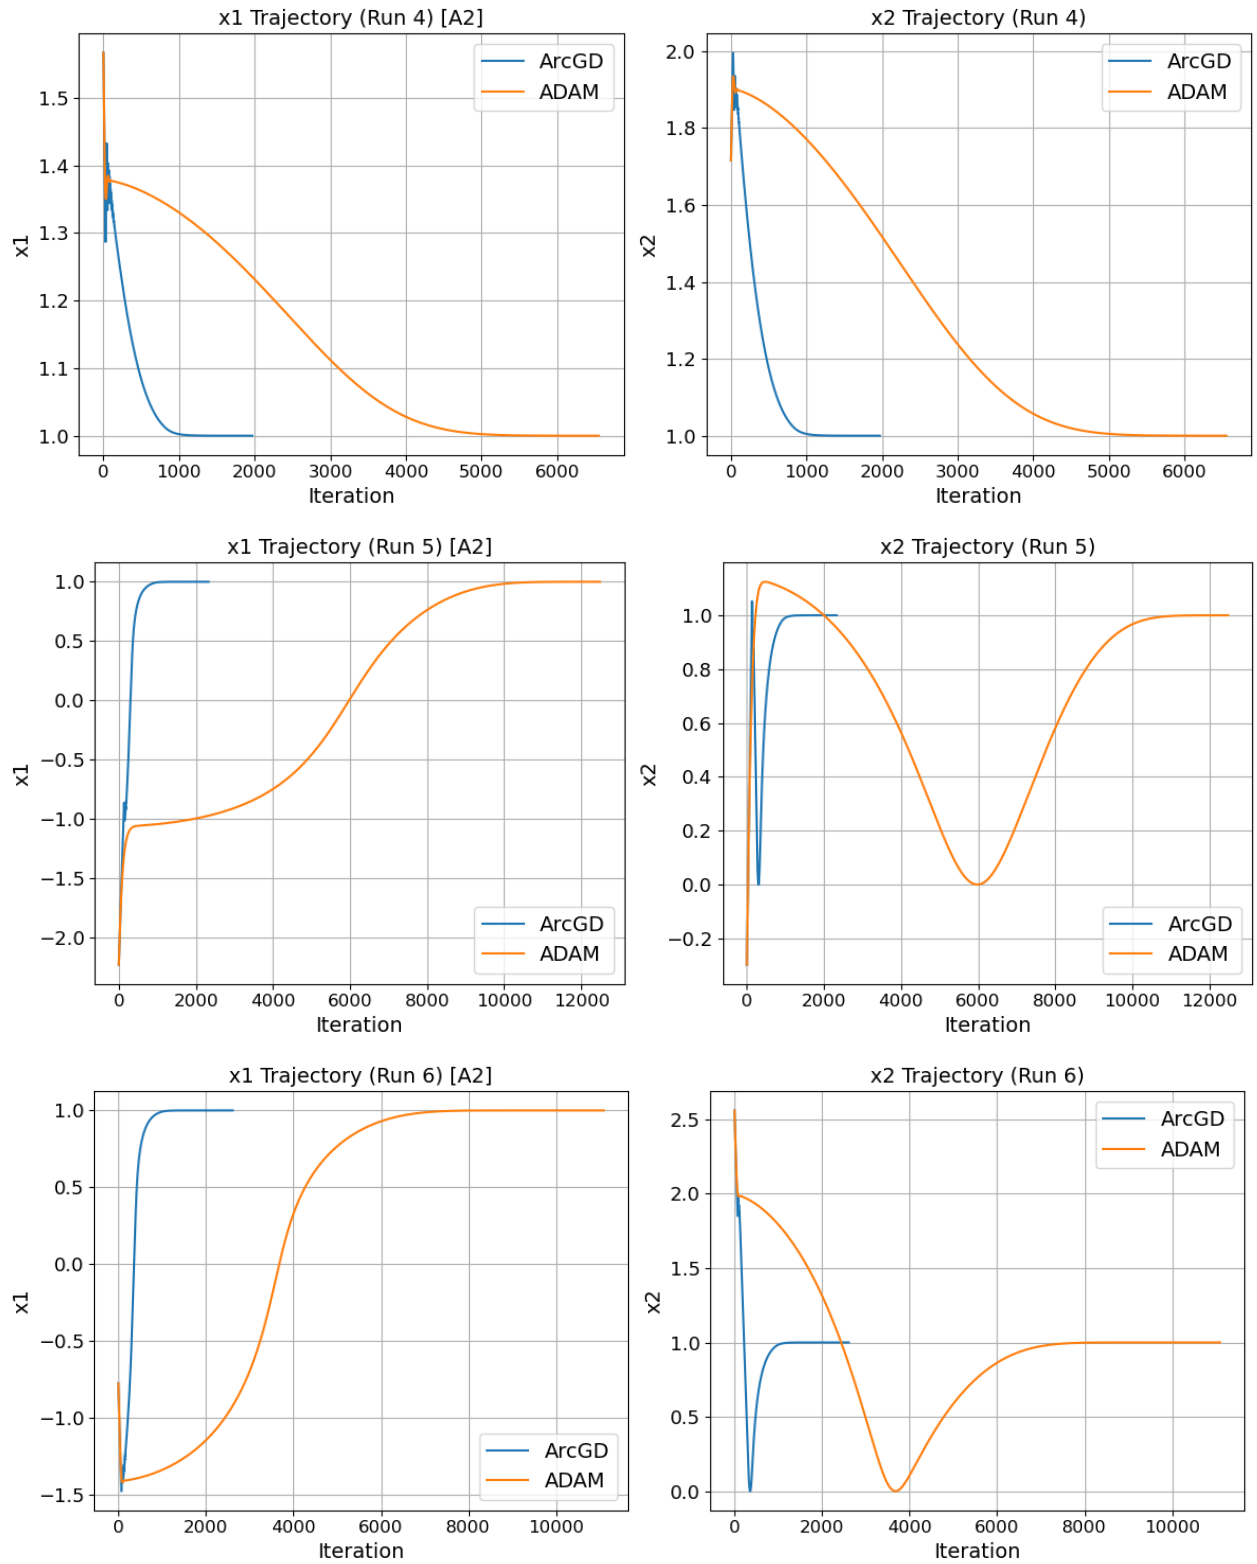 x1 Trajectory (Run 4) [A2]
x1
1.5
1.4
1.3
1.2
1.1
1.0
0 1000 2000 3000 4000 5000 6000
Iteration
ArcGD
ADAM
x2 Trajectory (Run 4)
x2
2.0
1.8
1.6
1.4
1.2
1.0
0 1000 2000 3000 4000 5000 6000
Iteration
ArcGD
ADAM
x1 Trajectory (Run 5) [A2]
x1
1.0
0.5
0.0
−0.5
−1.0
−1.5
−2.0
0 2000 4000 6000 8000 10000 12000
Iteration
ArcGD
ADAM
x2 Trajectory (Run 5)
x2
1.0
0.8
0.6
0.4
0.2
0.0
−0.2
0 2000 4000 6000 8000 10000 12000
Iteration
ArcGD
ADAM
x1 Trajectory (Run 6) [A2]
x1
1.0
0.5
0.0
−0.5
−1.0
−1.5
0 2000 4000 6000 8000 10000
Iteration
ArcGD
ADAM
x2 Trajectory (Run 6)
x2
2.5
2.0
1.5
1.0
0.5
0.0
0 2000 4000 6000 8000 10000
Iteration
ArcGD
ADAM